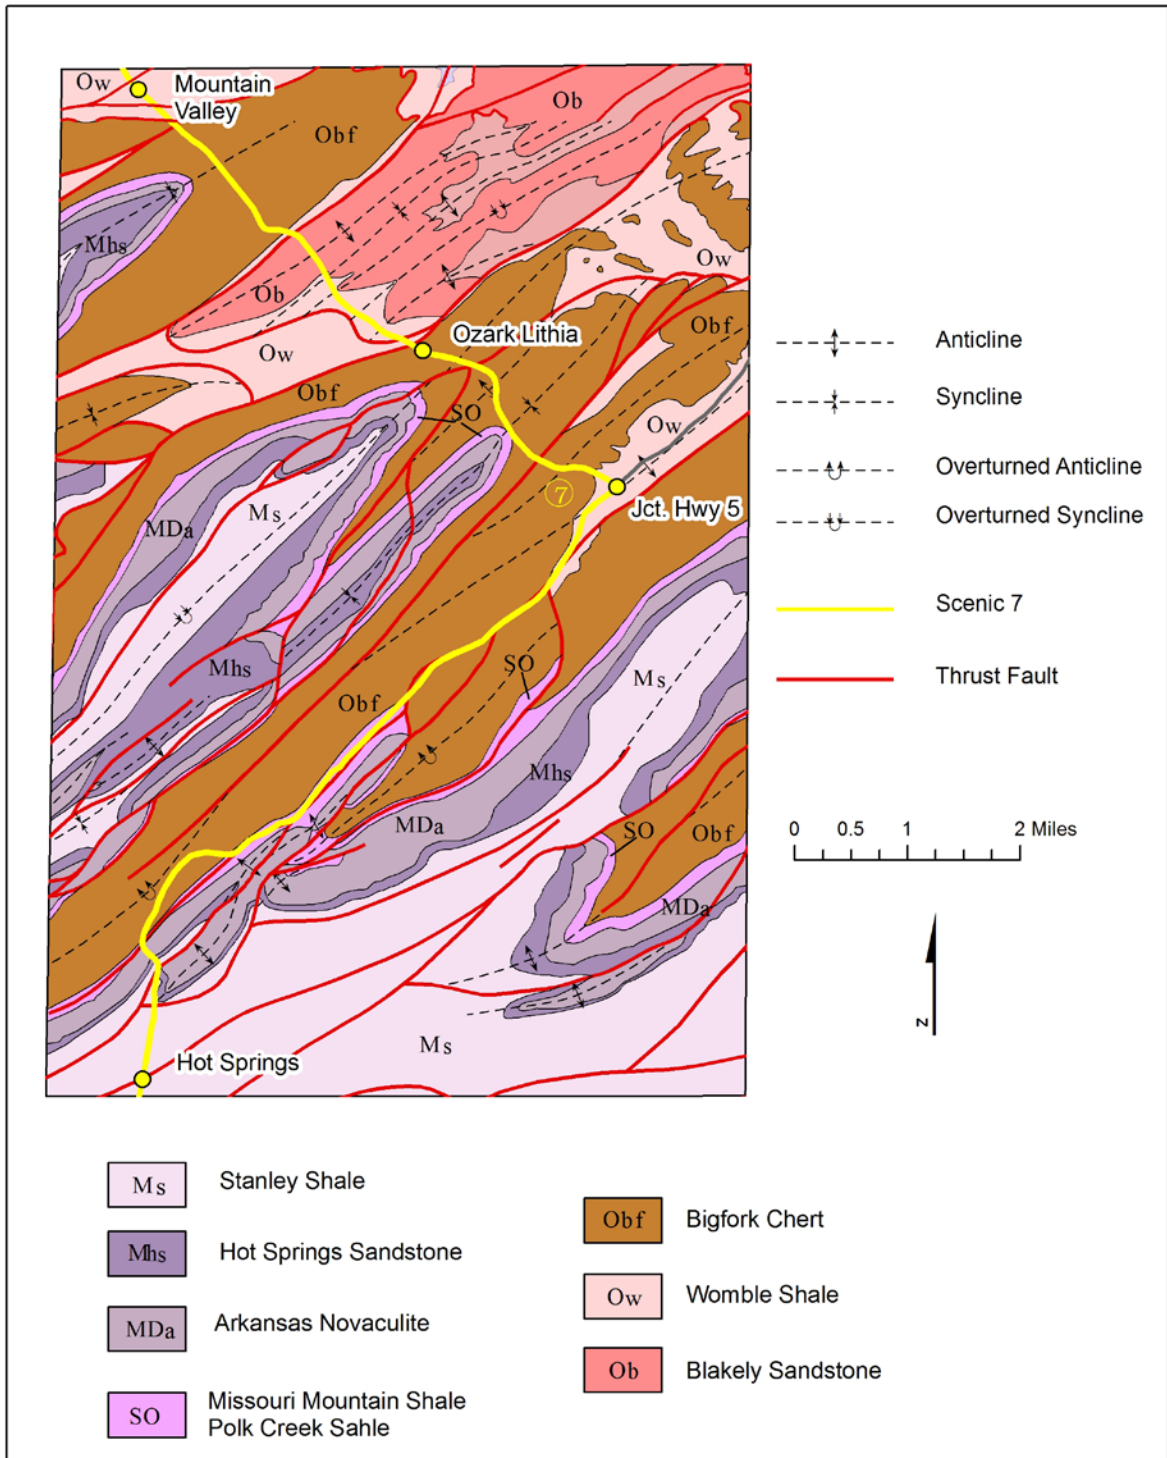 Ow
Mountain
Valley
Obf
Ob
Mhs
Ow
Ob
Obf
Ozark Lithia
Ow
Obf
SO
Ow
7
Jct. Hwy 5
Ms
MDa
SO
Mhs
Ms
Obf
Mhs
MDa
SO
Obf
MDa
Ms
Hot Springs
Anticline
Syncline
Overturned Anticline
Overturned Syncline
Scenic 7
Thrust Fault
0 0.5 1 2 Miles
N
Ms Stanley Shale
Mhs Hot Springs Sandstone
MDa Arkansas Novaculite
SO Missouri Mountain Shale
Polk Creek Sahle
Obf Bigfork Chert
Ow Womble Shale
Ob Blakely Sandstone